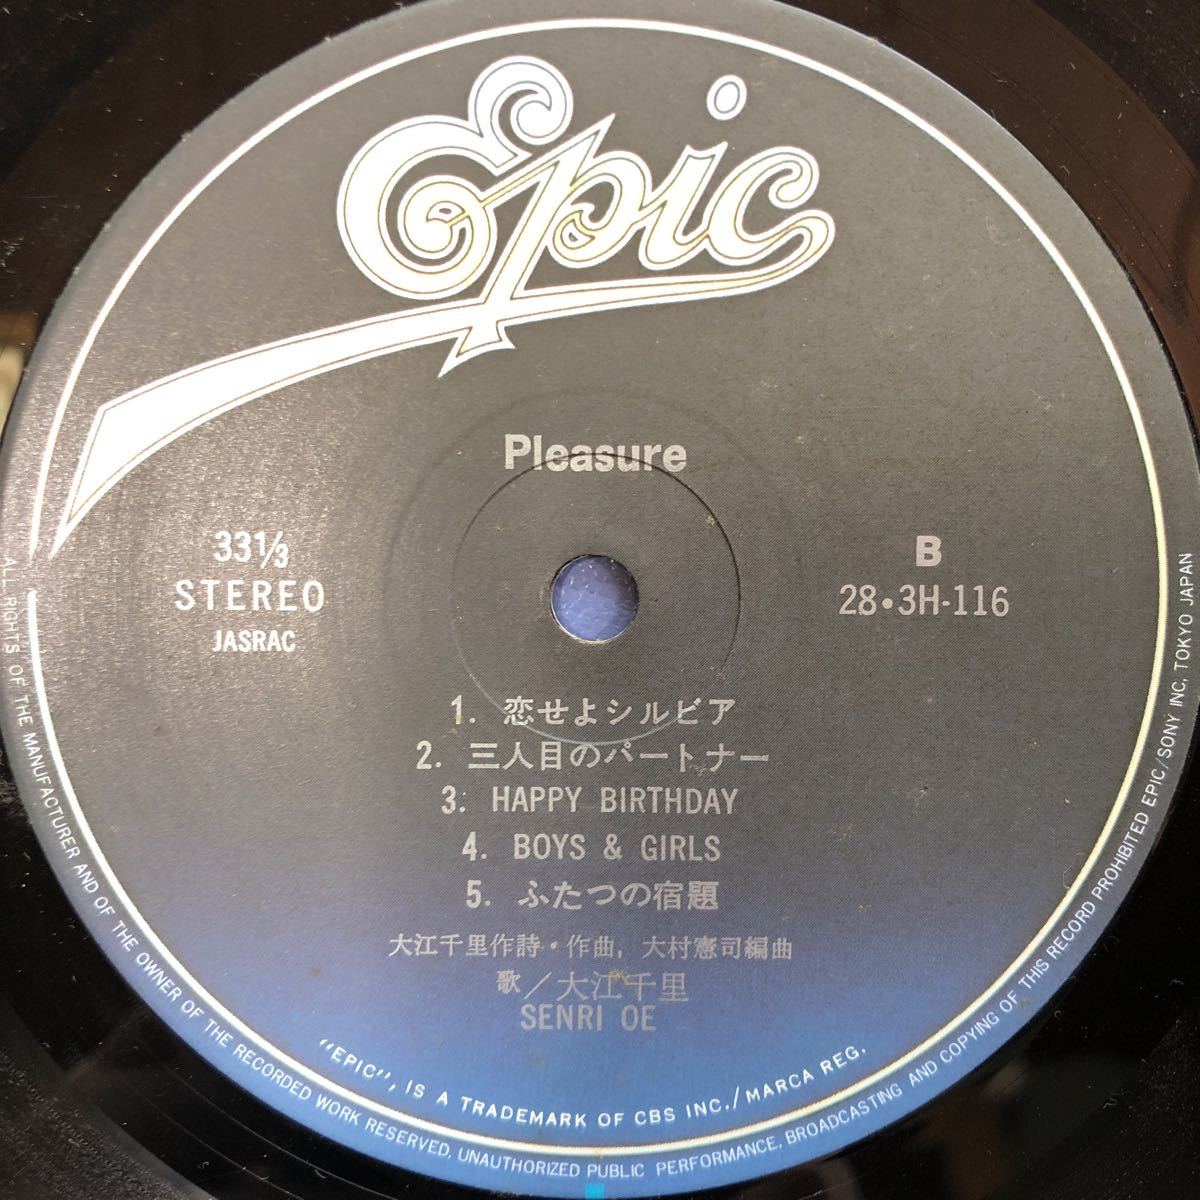 Epic
Pleasure
33⅓
STEREO
JASRAC
B
28・3H-116
1. 恋せよシルビア
2. 三人目のパートナー
3. HAPPY BIRTHDAY
4. BOYS & GIRLS
5. ふたつの宿題
大江千里作詩・作曲, 大村憲司編曲
歌／大江千里
SENRI OE
"EPIC", IS A TRADEMARK OF CBS INC./MARCA REG.
ALL RIGHTS OF THE MANUFACTURER AND OF THE OWNER OF THE RECORDED WORK RESERVED, UNAUTHORIZED PUBLIC PERFORMANCE, BROADCASTING AND COPYING OF THIS RECORD PROHIBITED EPIC/SONY INC, TOKYO JAPAN